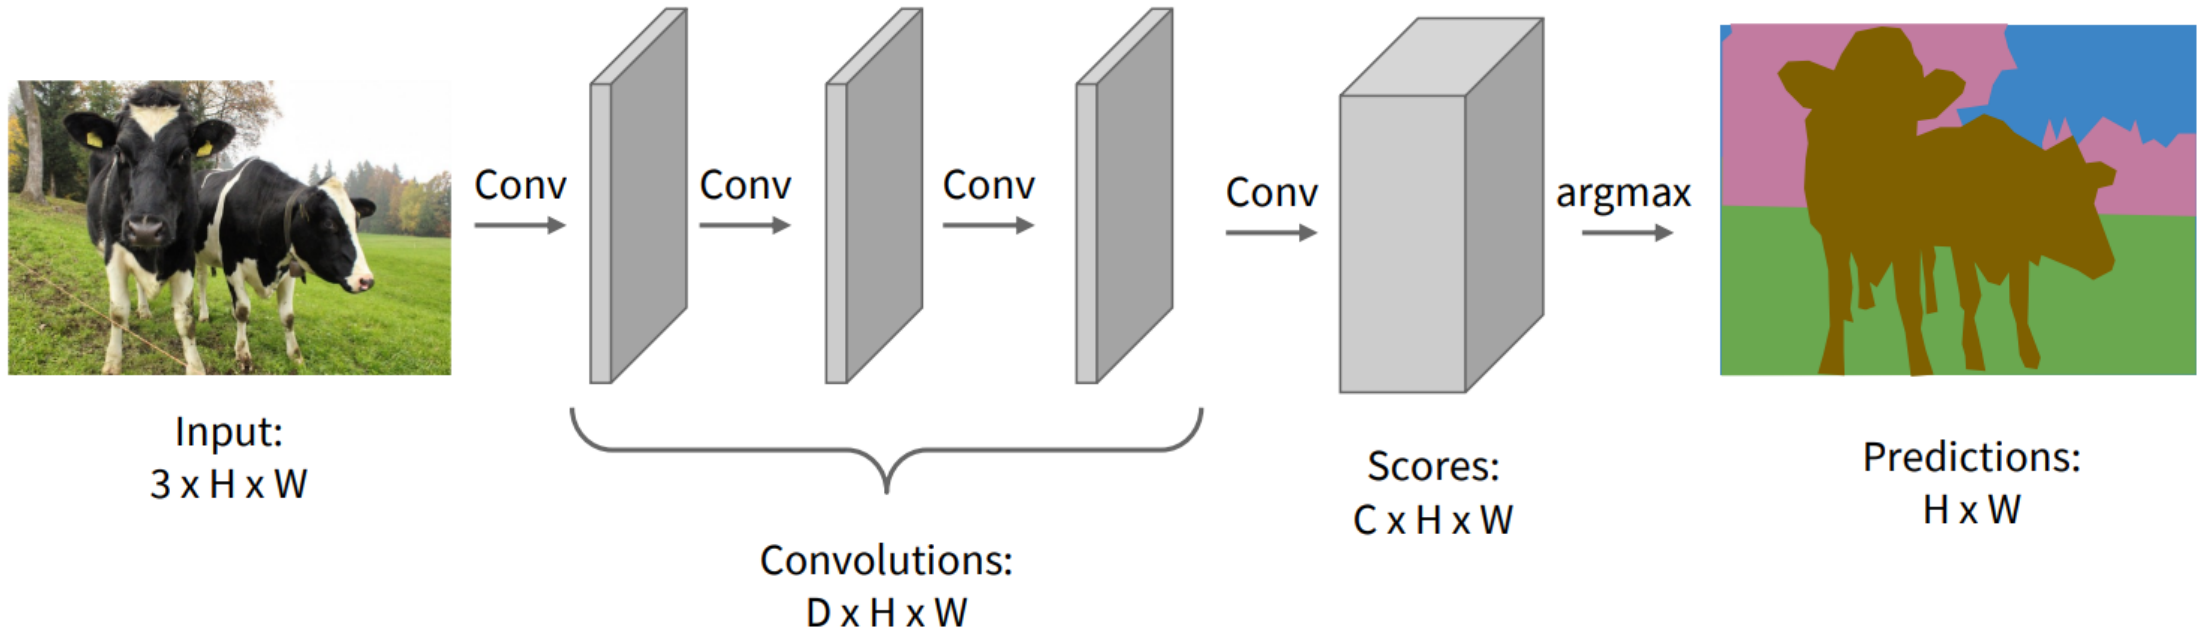 Conv
Conv
Conv
Conv
argmax
Input:
3 x H x W
Convolutions:
D x H x W
Scores:
C x H x W
Predictions:
H x W